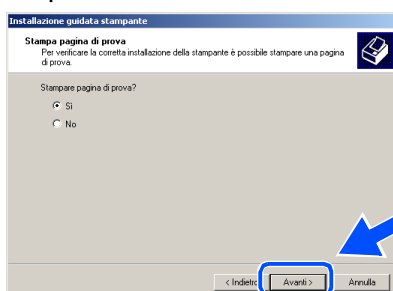 Installazione guidata stampante
Stampa pagina di prova
Per verificare la corretta installazione della stampante è possibile stampare una pagina
di prova.
Stampare pagina di prova?
Sì
No
< Indietro
Avanti >
Annulla